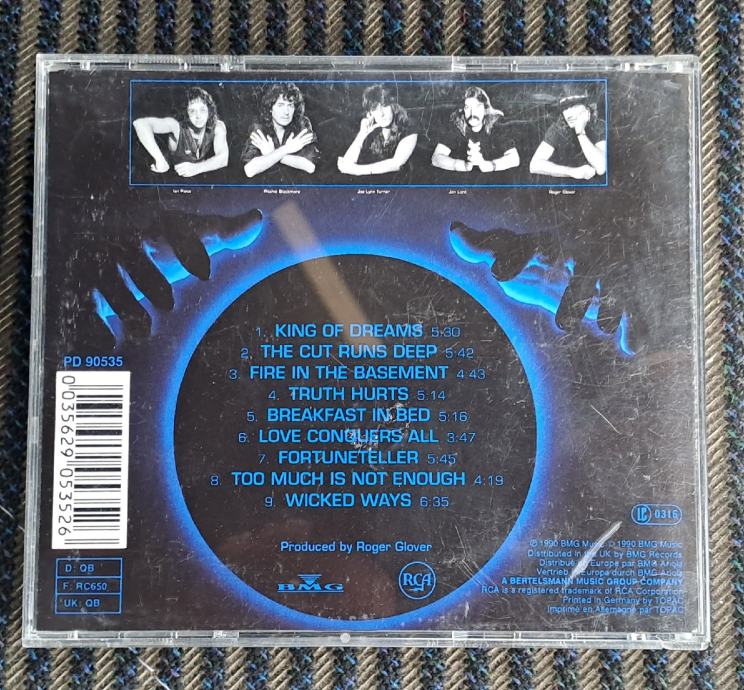 Ian Paice
Ritchie Blackmore
Joe Lynn Turner
Jon Lord
Roger Glover
1. KING OF DREAMS 5:30
2. THE CUT RUNS DEEP 5:42
3. FIRE IN THE BASEMENT 4:43
4. TRUTH HURTS 5:14
5. BREAKFAST IN BED 5:16
6. LOVE CONQUERS ALL 3:47
7. FORTUNETELLER 5:45
8. TOO MUCH IS NOT ENOUGH 4:19
9. WICKED WAYS 6:35
Produced by Roger Glover
BMG
RCA
PD 90535
0035629053526
D: QB
F: RC650
UK: QB
LC 0316
℗ 1990 BMG Music © 1990 BMG Music
Distributed in the UK by BMG Records
Distribué en Europe par BMG Ariola
Vertrieb in Europa durch BMG Ariola
A BERTELSMANN MUSIC GROUP COMPANY
RCA is a registered trademark of RCA Corporation
Printed in Germany by TOPAC
Imprimé en Allemagne par TOPAC